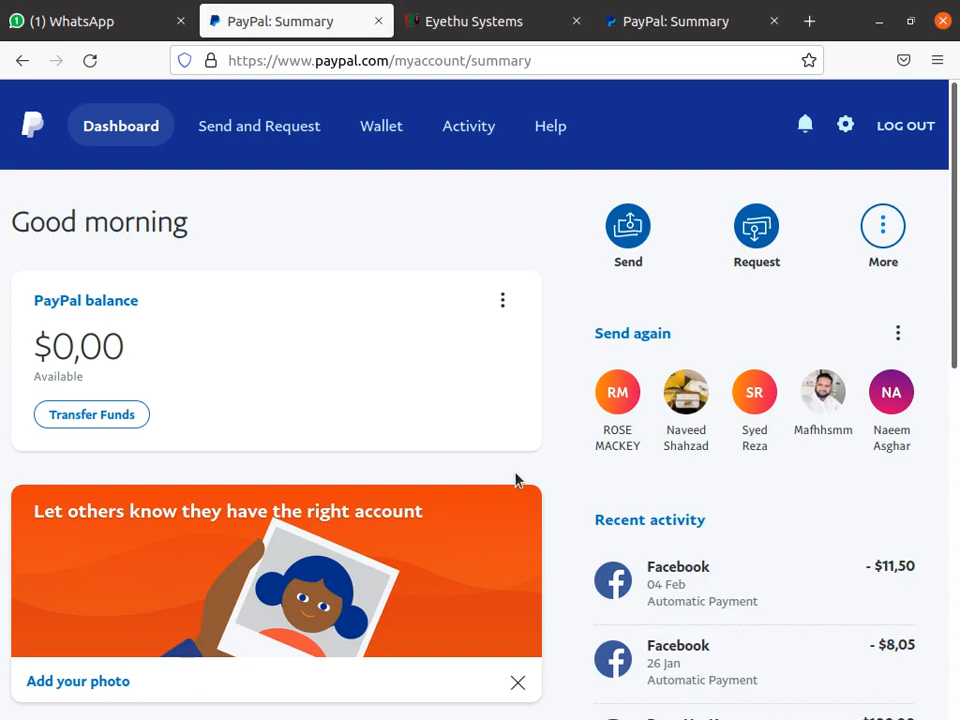 (1) WhatsApp
PayPal: Summary
Eyethu Systems
PayPal: Summary
https://www.paypal.com/myaccount/summary
Dashboard
Send and Request
Wallet
Activity
Help
LOG OUT
Good morning
Send
Request
More
PayPal balance
$0,00
Available
Transfer Funds
Send again
RM
SR
NA
ROSE MACKEY
Naveed Shahzad
Syed Reza
Mafhhsmm
Naeem Asghar
Let others know they have the right account
Add your photo
Recent activity
Facebook
- $11,50
04 Feb
Automatic Payment
Facebook
- $8,05
26 Jan
Automatic Payment